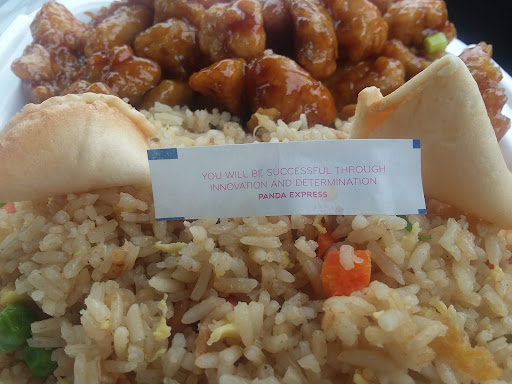 YOU WILL BE SUCCESSFUL THROUGH
INNOVATION AND DETERMINATION
PANDA EXPRESS